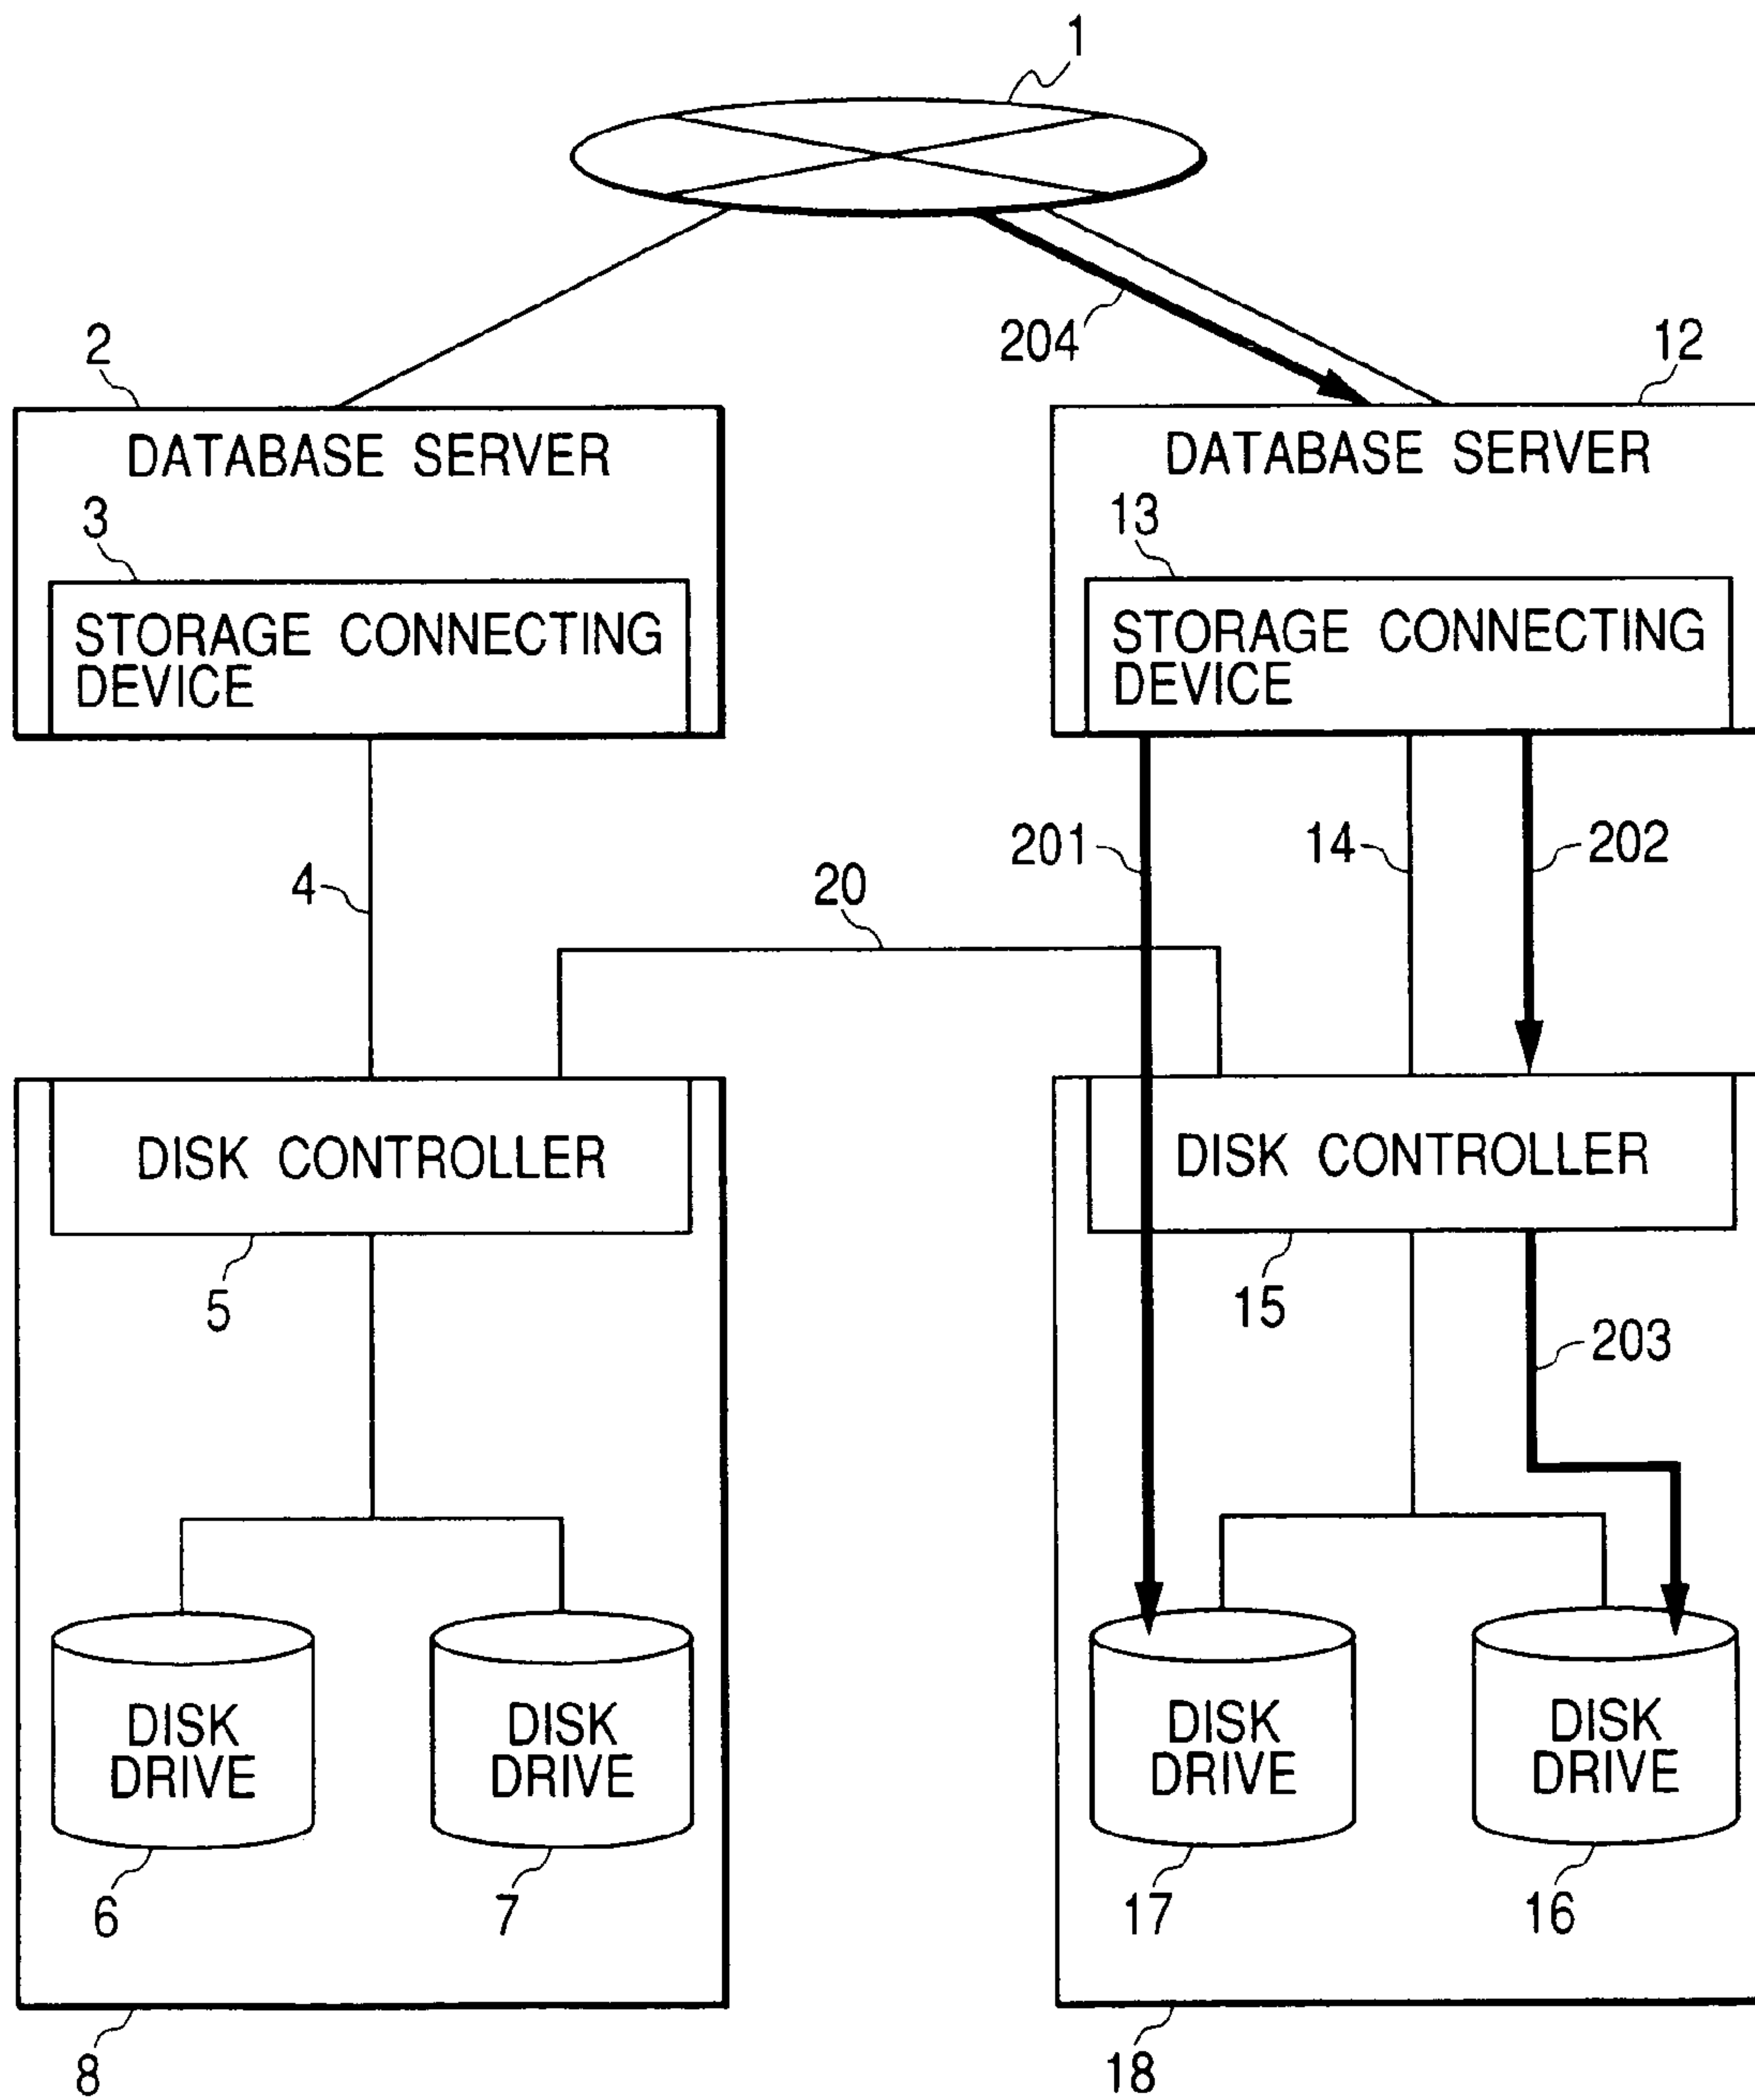 1
204
2
12
DATABASE SERVER
DATABASE SERVER
3
13
STORAGE CONNECTING
DEVICE
STORAGE CONNECTING
DEVICE
201
14
202
4
20
DISK CONTROLLER
DISK CONTROLLER
5
15
203
DISK
DRIVE
DISK
DRIVE
DISK
DRIVE
DISK
DRIVE
6
7
17
16
8
18